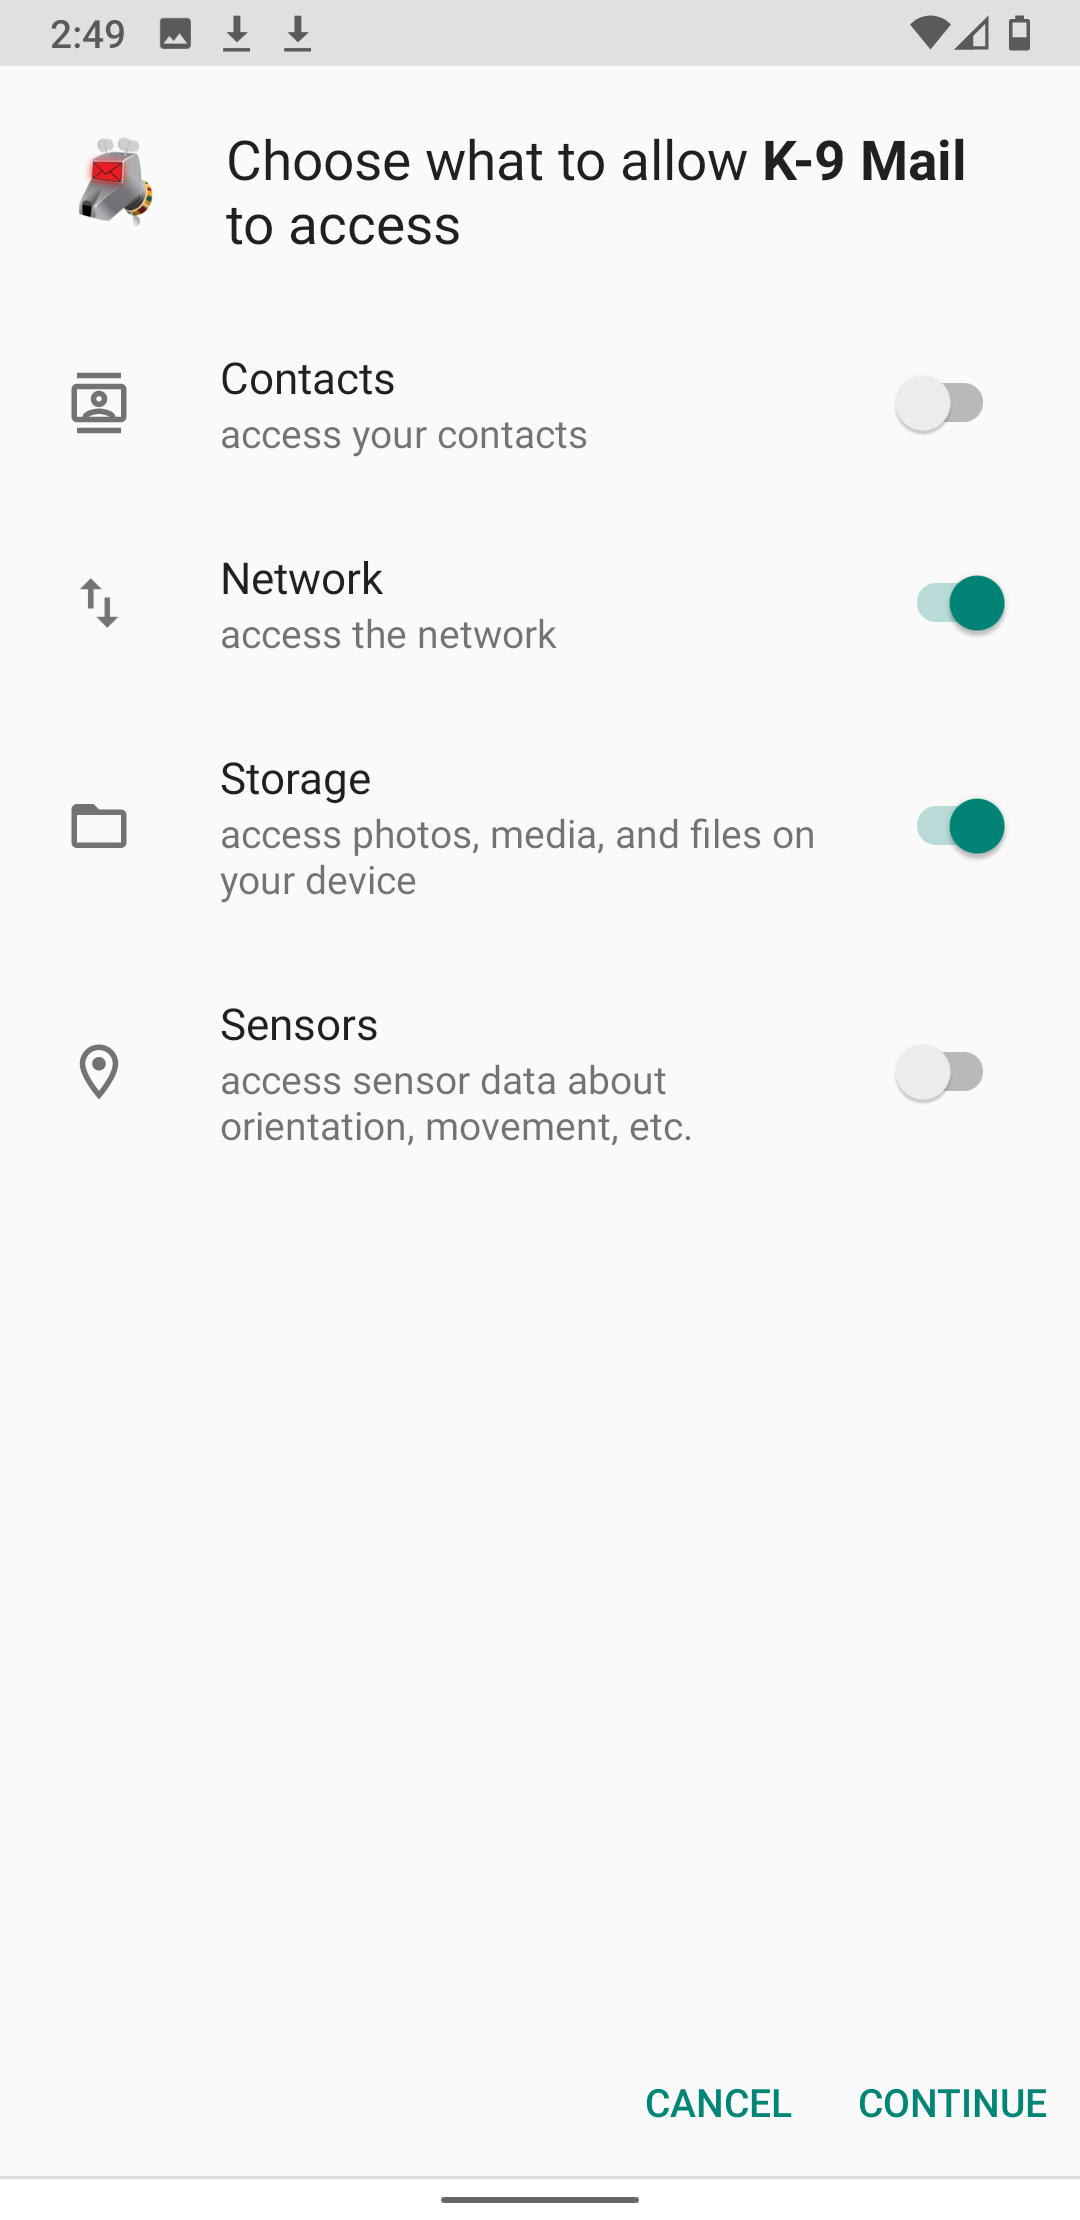 2:49
Choose what to allow K-9 Mail
to access
Contacts
access your contacts
Network
access the network
Storage
access photos, media, and files on
your device
Sensors
access sensor data about
orientation, movement, etc.
CANCEL CONTINUE